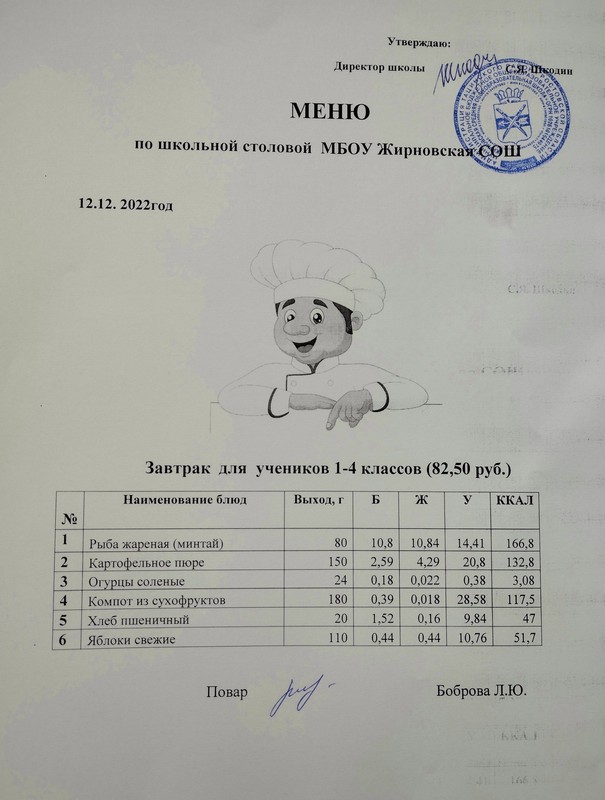 Утверждаю:
Директор школы С.Я. Шкодин
МЕНЮ
по школьной столовой МБОУ Жирновская СОШ
12.12. 2022год
Завтрак для учеников 1-4 классов (82,50 руб.)
№ Наименование блюд Выход, г Б Ж У ККАЛ
1 Рыба жареная (минтай) 80 10,8 10,84 14,41 166,8
2 Картофельное пюре 150 2,59 4,29 20,8 132,8
3 Огурцы соленые 24 0,18 0,022 0,38 3,08
4 Компот из сухофруктов 180 0,39 0,018 28,58 117,5
5 Хлеб пшеничный 20 1,52 0,16 9,84 47
6 Яблоки свежие 110 0,44 0,44 10,76 51,7
Повар Боброва Л.Ю.